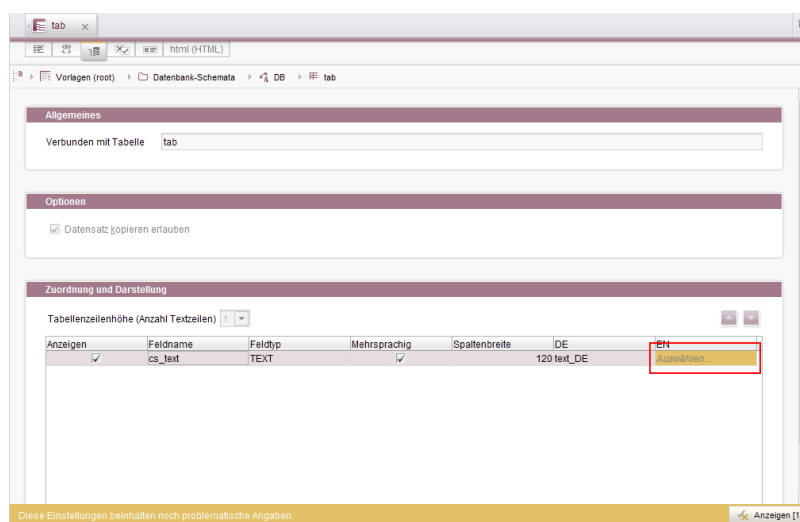 tab
html (HTML)
Vorlagen (root) Datenbank-Schemata DB tab
Allgemeines
Verbunden mit Tabelle tab
Optionen
Datensatz kopieren erlauben
Zuordnung und Darstellung
Tabellenzeilenhöhe (Anzahl Textzeilen) 1
Anzeigen Feldname Feldtyp Mehrsprachig Spaltenbreite DE EN
cs_text TEXT 120 text_DE Auswählen...
Diese Einstellungen beinhalten noch problematische Angaben. Anzeigen [1